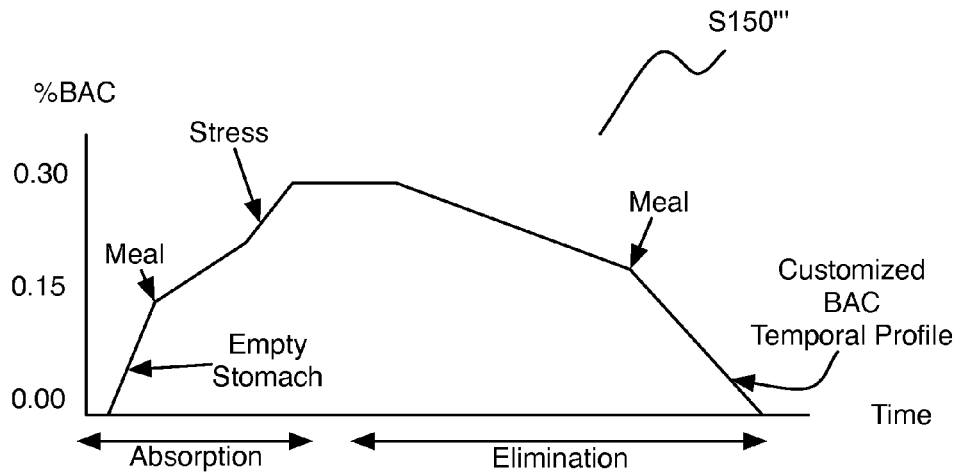 S150'''
%BAC
Stress
0.30
Meal
Meal
0.15
Customized
BAC
Temporal Profile
Empty
Stomach
0.00
Time
Absorption
Elimination